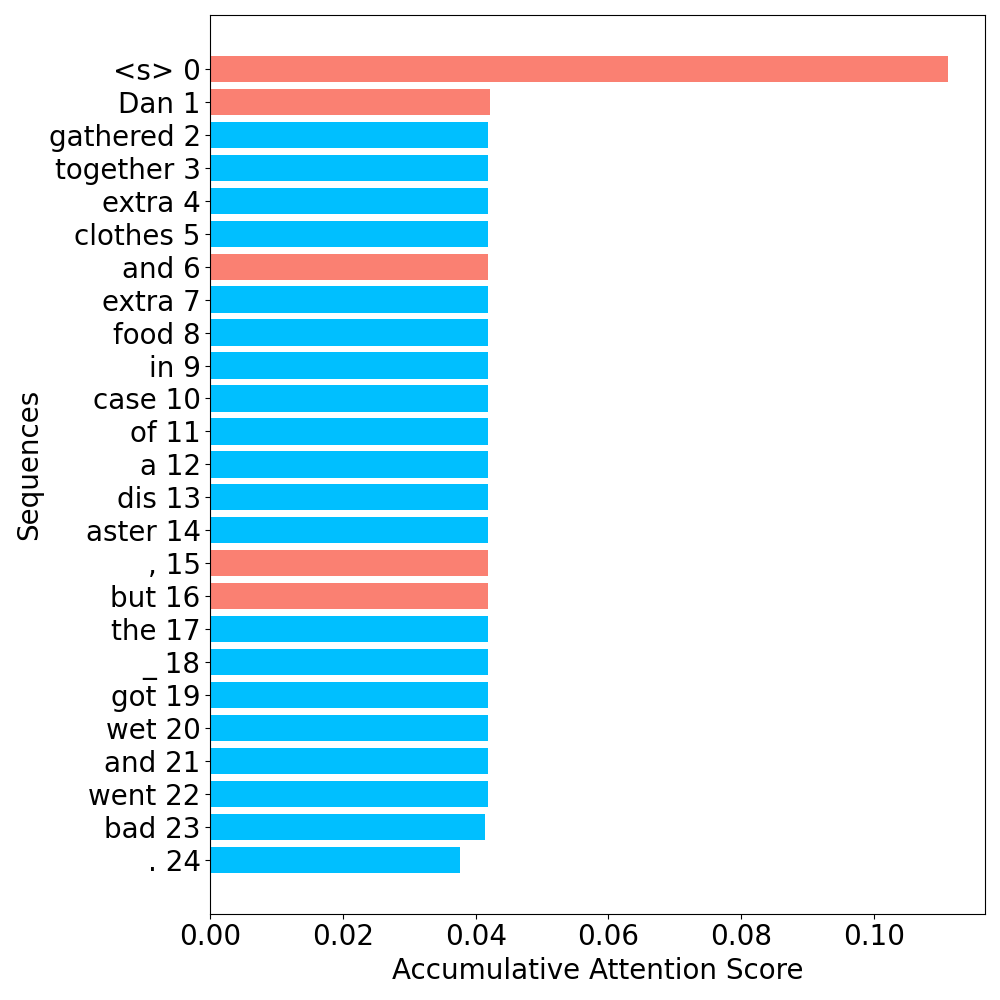 <s> 0
Dan 1
gathered 2
together 3
extra 4
clothes 5
and 6
extra 7
food 8
in 9
case 10
of 11
a 12
dis 13
aster 14
, 15
but 16
the 17
_ 18
got 19
wet 20
and 21
went 22
bad 23
. 24
Sequences
0.00 0.02 0.04 0.06 0.08 0.10
Accumulative Attention Score